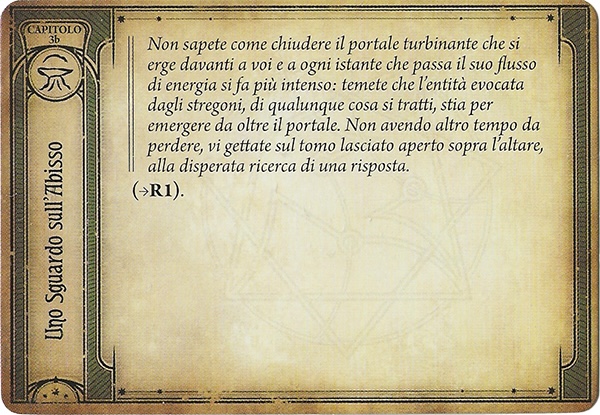 CAPITOLO
3b
Uno Sguardo sull'Abisso
Non sapete come chiudere il portale turbinante che si
erge davanti a voi e a ogni istante che passa il suo flusso
di energia si fa più intenso: temete che l'entità evocata
dagli stregoni, di qualunque cosa si tratti, stia per
emergere da oltre il portale. Non avendo altro tempo da
perdere, vi gettate sul tomo lasciato aperto sopra l'altare,
alla disperata ricerca di una risposta.
(→R1).